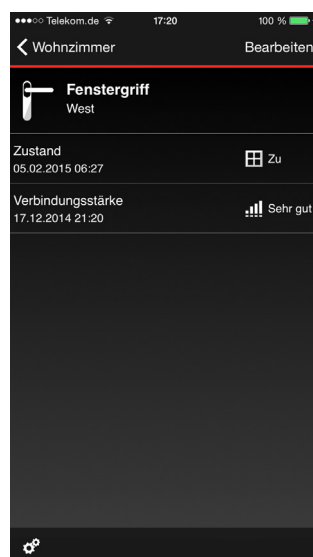 Telekom.de 17:20 100 %
Wohnzimmer Bearbeiten
Fenstergriff
West
Zustand
05.02.2015 06:27
Zu
Verbindungsstärke
17.12.2014 21:20
Sehr gut